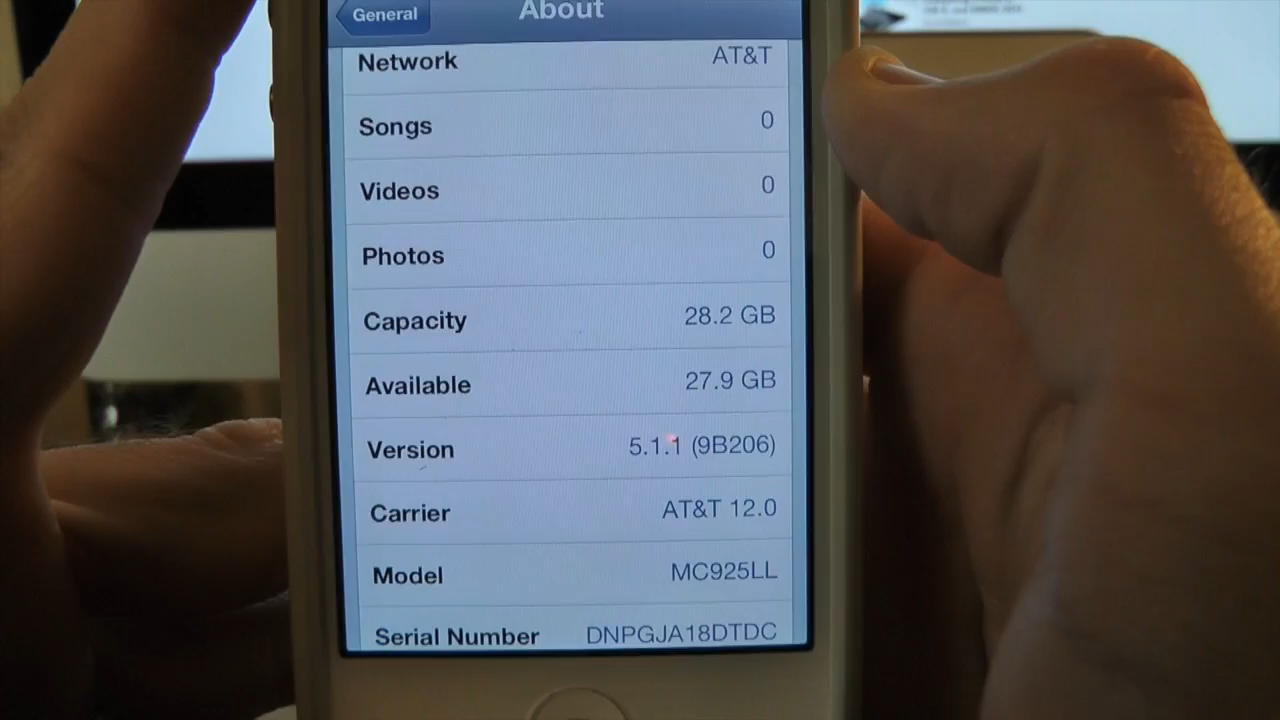 General
About
Network AT&T
Songs 0
Videos 0
Photos 0
Capacity 28.2 GB
Available 27.9 GB
Version 5.1.1 (9B206)
Carrier AT&T 12.0
Model MC925LL
Serial Number DNPGJA18DTDC